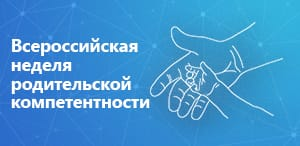 Всероссийская
неделя
родительской
компетентности